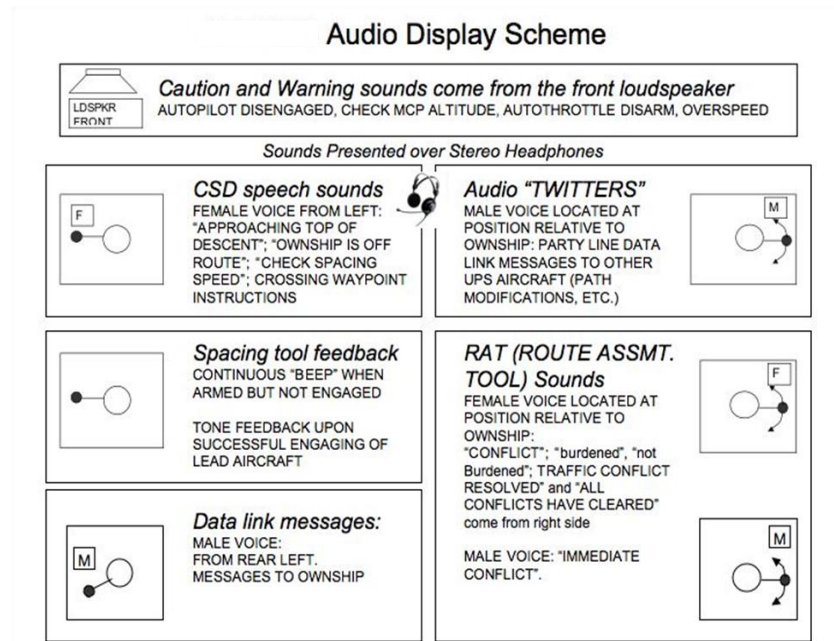 Audio Display Scheme
LDSPKR
FRONT
Caution and Warning sounds come from the front loudspeaker
AUTOPILOT DISENGAGED, CHECK MCP ALTITUDE, AUTOTHROTTLE DISARM, OVERSPEED
Sounds Presented over Stereo Headphones
F
CSD speech sounds
FEMALE VOICE FROM LEFT:
“APPROACHING TOP OF
DESCENT”; “OWNSHIP IS OFF
ROUTE”; “CHECK SPACING
SPEED”; CROSSING WAYPOINT
INSTRUCTIONS
Audio “TWITTERS”
MALE VOICE LOCATED AT
POSITION RELATIVE TO
OWNSHIP: PARTY LINE DATA
LINK MESSAGES TO OTHER
UPS AIRCRAFT (PATH
MODIFICATIONS, ETC.)
M
Spacing tool feedback
CONTINUOUS “BEEP” WHEN
ARMED BUT NOT ENGAGED
TONE FEEDBACK UPON
SUCCESSFUL ENGAGING OF
LEAD AIRCRAFT
RAT (ROUTE ASSMT.
TOOL) Sounds
FEMALE VOICE LOCATED AT
POSITION RELATIVE TO
OWNSHIP:
“CONFLICT”; “burdened”, “not
Burdened”; TRAFFIC CONFLICT
RESOLVED” and “ALL
CONFLICTS HAVE CLEARED”
come from right side
MALE VOICE: “IMMEDIATE
CONFLICT”.
F
M
Data link messages:
MALE VOICE:
FROM REAR LEFT.
MESSAGES TO OWNSHIP
M